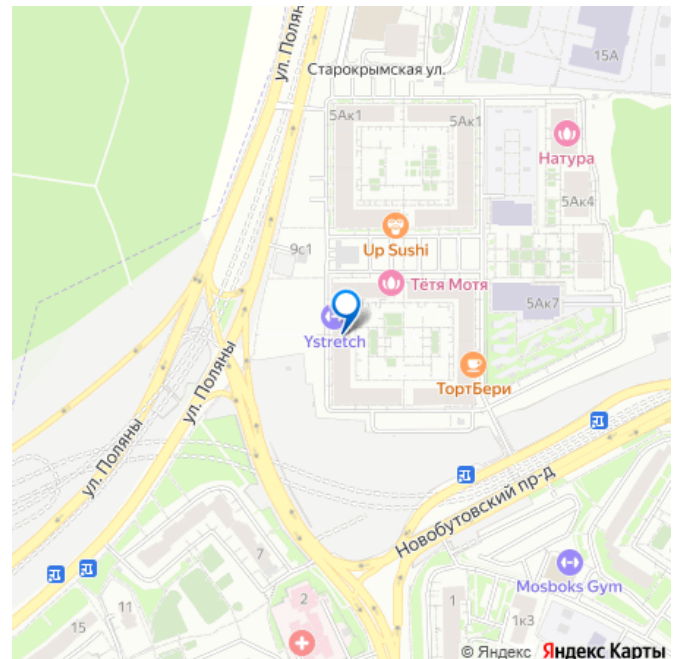 ул. Поляны
15А
Старокрымская ул.
5Ак1
5Ак1
Натура
5Ак4
Up Sushi
9с1
Тётя Мотя
5Ак7
Ystretch
ТортБери
ул. Поляны
ул. Поляны
Новобутовский пр-д
7
Mosboks Gym
2
1
11
1к3
15
© Яндекс Яндекс Карты